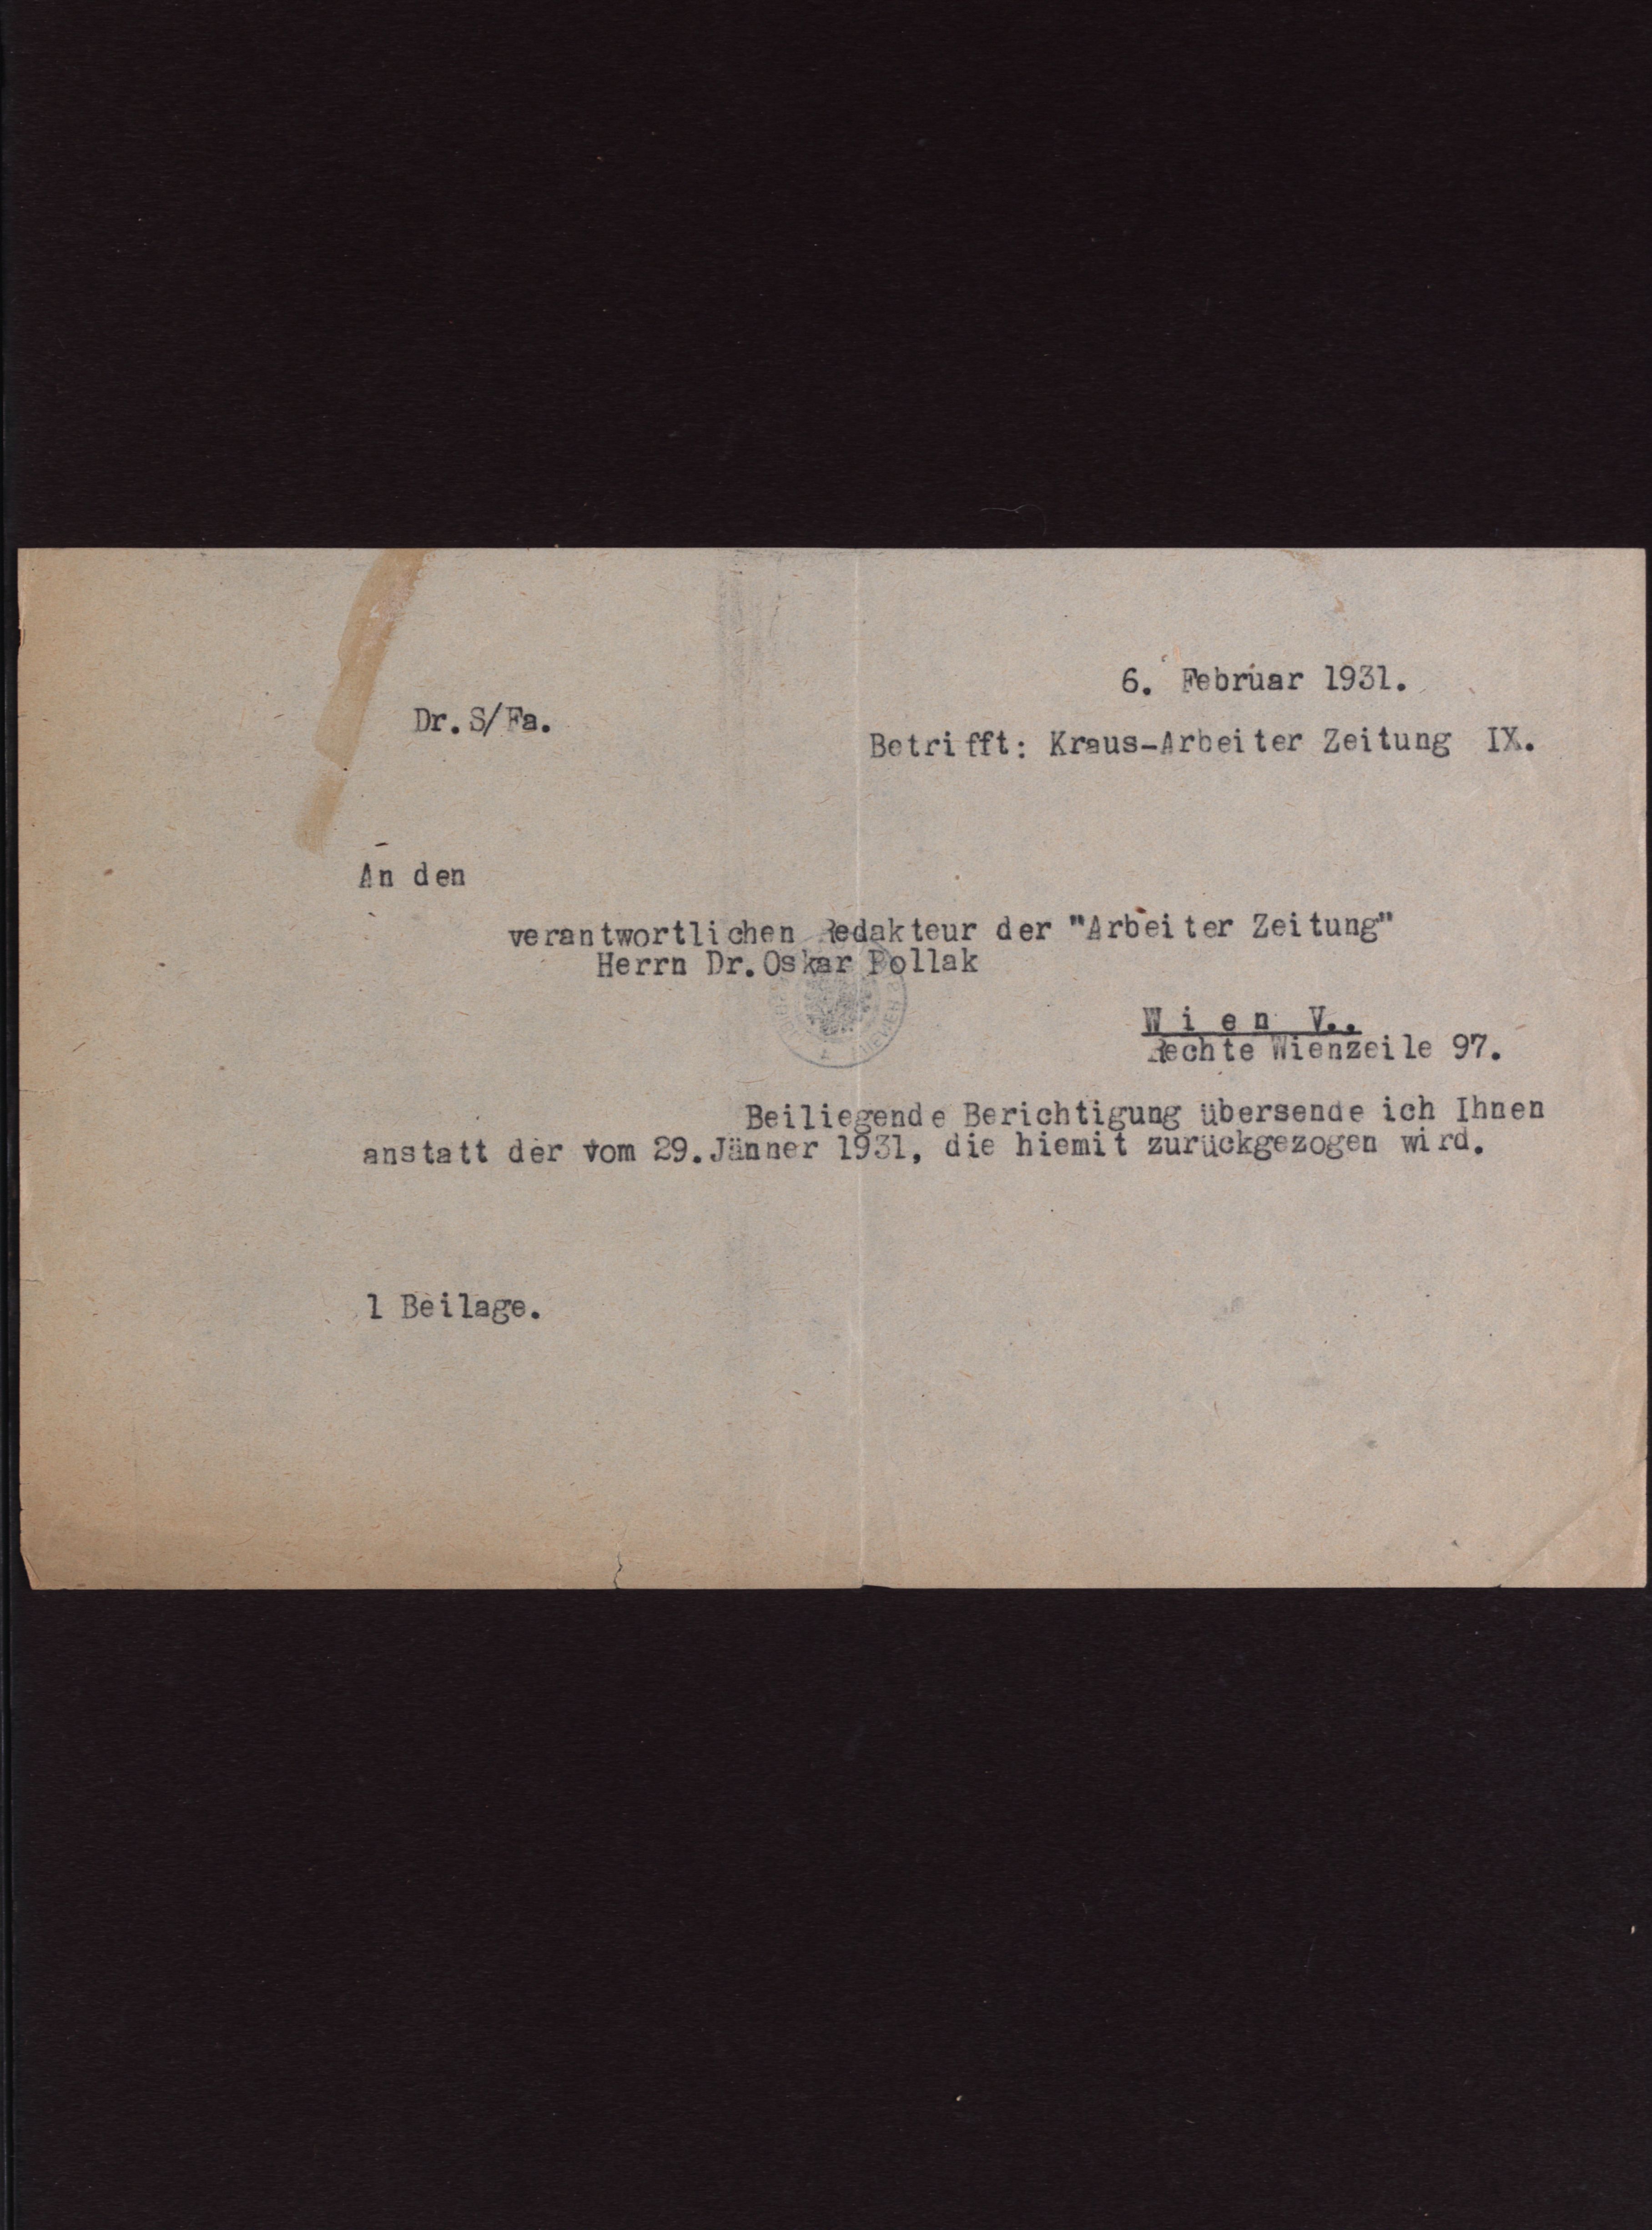 6. Februar 1931.
Dr.S/Fa.
Betrifft: Kraus-Arbeiter Zeitung IX.
An den
verantwortlichen Redakteur der "Arbeiter Zeitung"
Herrn Dr.Oskar Pollak
Wien V..
Rechte Wienzeile 97.
Beiliegende Berichtigung übersende ich Ihnen
anstatt der vom 29.Jänner 1931, die hiemit zurückgezogen wird.
1 Beilage.